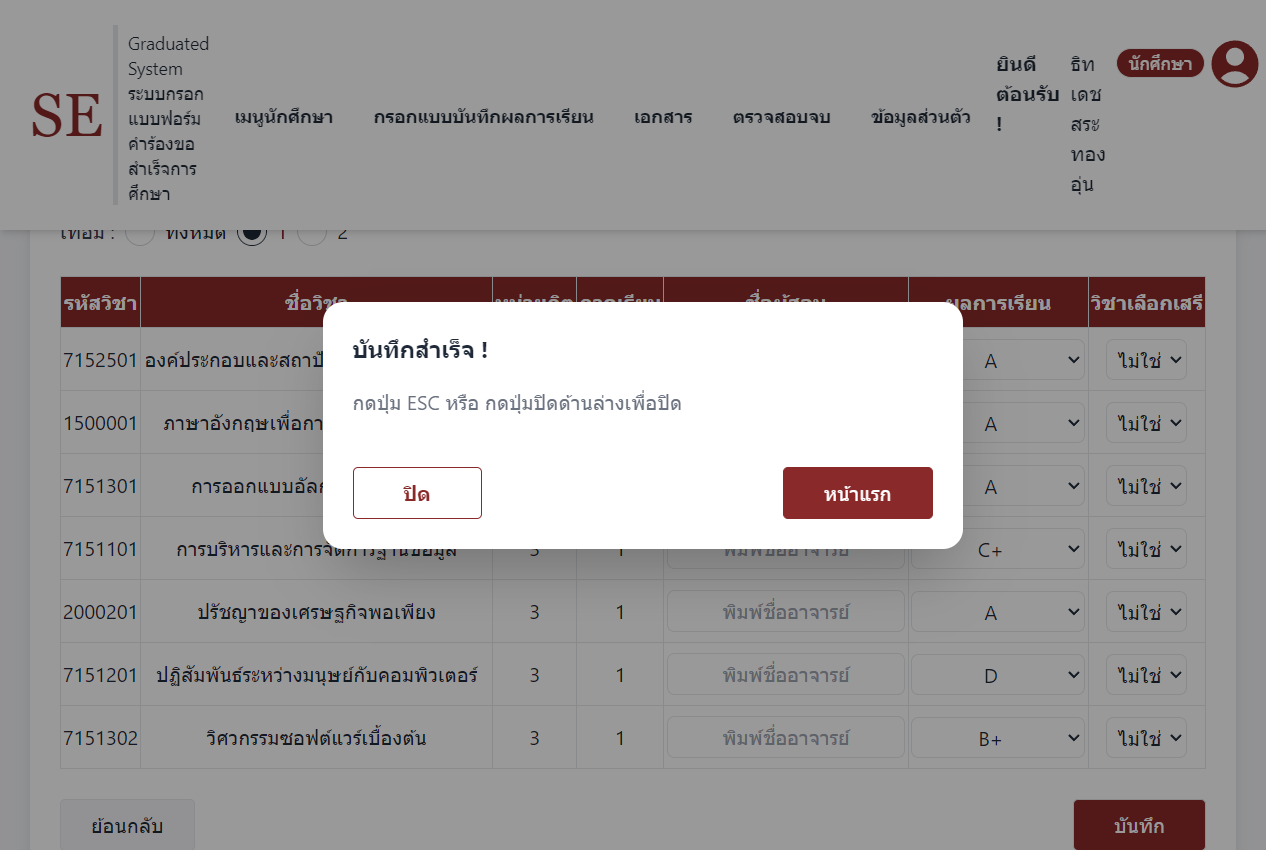 SE
Graduated
System
ระบบกรอก
แบบฟอร์ม
คำร้องขอ
สำเร็จการ
ศึกษา
เมนูนักศึกษา
กรอกแบบบันทึกผลการเรียน
เอกสาร
ตรวจสอบจบ
ข้อมูลส่วนตัว
ยินดี
ต้อนรับ
!
ธิท
เดช
สระ
ทอง
อุ่น
นักศึกษา
เทอม : ทั้งหมด 1 2
รหัสวิชา ชื่อวิชา หน่วยกิต ภาคเรียน ชื่อผู้สอน ผลการเรียน วิชาเลือกเสรี
7152501 องค์ประกอบและสถาปั A ไม่ใช่
1500001 ภาษาอังกฤษเพื่อกา A ไม่ใช่
7151301 การออกแบบอัลก A ไม่ใช่
7151101 การบริหารและการจัดการฐานข้อมูล 3 1 พิมพ์ชื่ออาจารย์ C+ ไม่ใช่
2000201 ปรัชญาของเศรษฐกิจพอเพียง 3 1 พิมพ์ชื่ออาจารย์ A ไม่ใช่
7151201 ปฏิสัมพันธ์ระหว่างมนุษย์กับคอมพิวเตอร์ 3 1 พิมพ์ชื่ออาจารย์ D ไม่ใช่
7151302 วิศวกรรมซอฟต์แวร์เบื้องต้น 3 1 พิมพ์ชื่ออาจารย์ B+ ไม่ใช่
บันทึกสำเร็จ !
กดปุ่ม ESC หรือ กดปุ่มปิดด้านล่างเพื่อปิด
ปิด หน้าแรก
ย้อนกลับ บันทึก